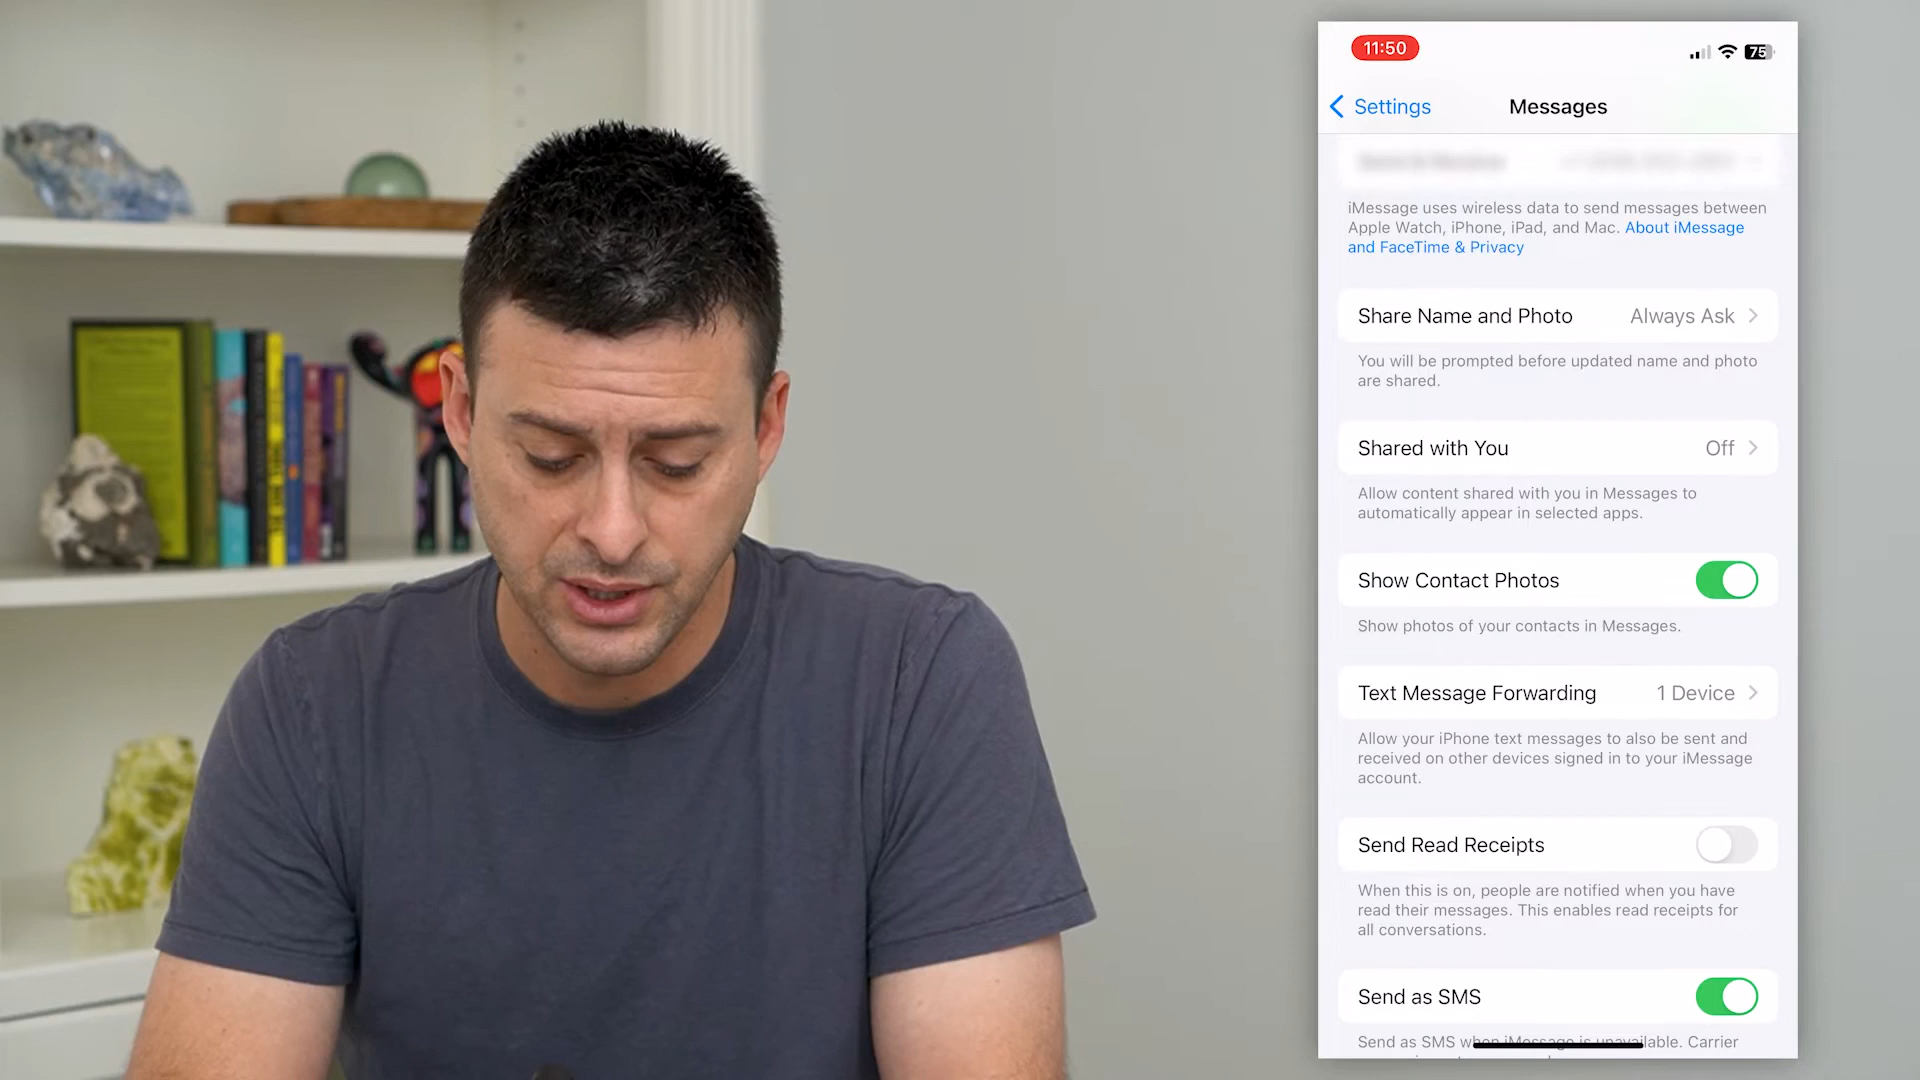 11:50
75
Settings
Messages
iMessage uses wireless data to send messages between
Apple Watch, iPhone, iPad, and Mac. About iMessage
and FaceTime & Privacy
Share Name and Photo Always Ask
You will be prompted before updated name and photo
are shared.
Shared with You Off
Allow content shared with you in Messages to
automatically appear in selected apps.
Show Contact Photos
Show photos of your contacts in Messages.
Text Message Forwarding 1 Device
Allow your iPhone text messages to also be sent and
received on other devices signed in to your iMessage
account.
Send Read Receipts
When this is on, people are notified when you have
read their messages. This enables read receipts for
all conversations.
Send as SMS
Send as SMS when iMessage is unavailable. Carrier